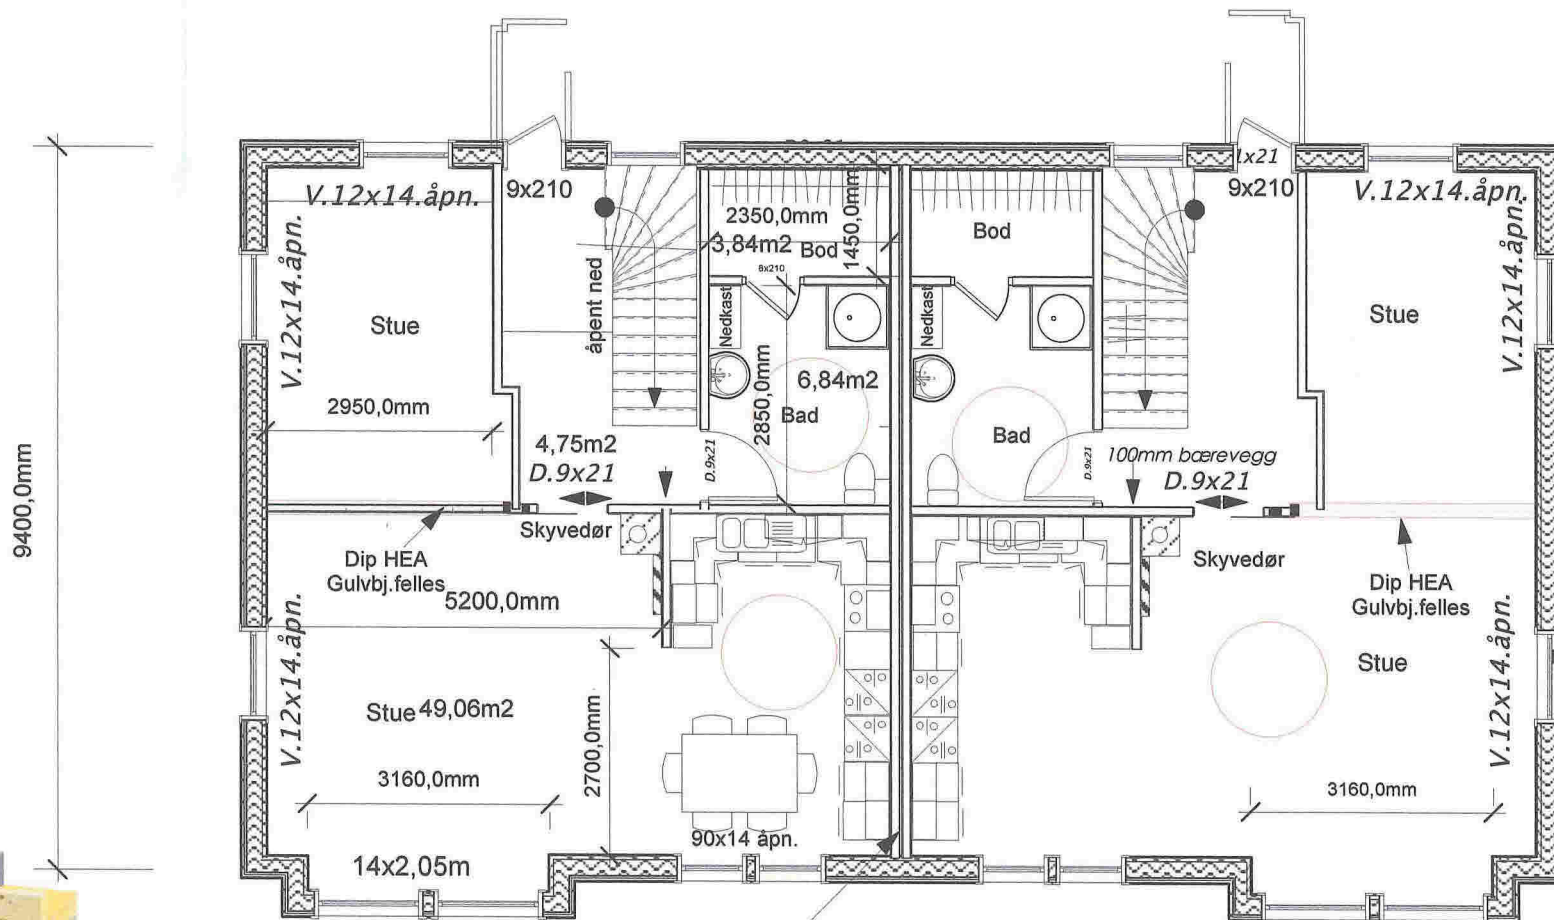 1x21
9x210
9x210
V.12x14.åpn.
V.12x14.åpn.
2350,0mm
1450,0mm
3,84m2
Bod
Bod
V.12x14.åpn.
V.12x14.åpn.
åpent ned
8x210
Nedkast
Nedkast
Stue
Stue
2950,0mm
6,84m2
2850,0mm
Bad
Bad
4,75m2
D.9x21
D.9x21
D.9x21
100mm bærevegg
D.9x21
9400,0mm
Skyvedør
Skyvedør
Dip HEA
Gulvbj.felles
Dip HEA
Gulvbj.felles
5200,0mm
V.12x14.åpn.
V.12x14.åpn.
Stue
Stue 49,06m2
2700,0mm
3160,0mm
3160,0mm
90x14 åpn.
14x2,05m